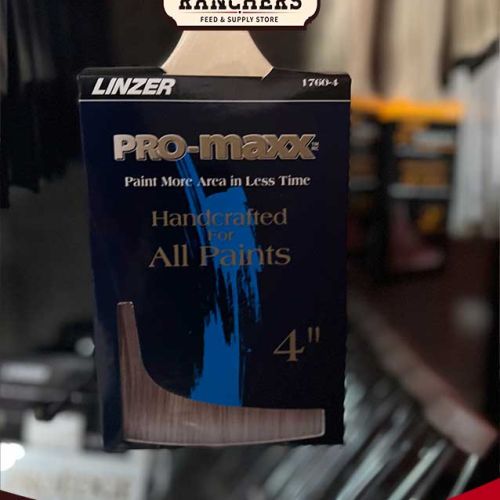 RANCHERS
FEED & SUPPLY STORE
LINZER
1760-4
PRO-maxx
Paint More Area in Less Time
Handcrafted
For
All Paints
4"